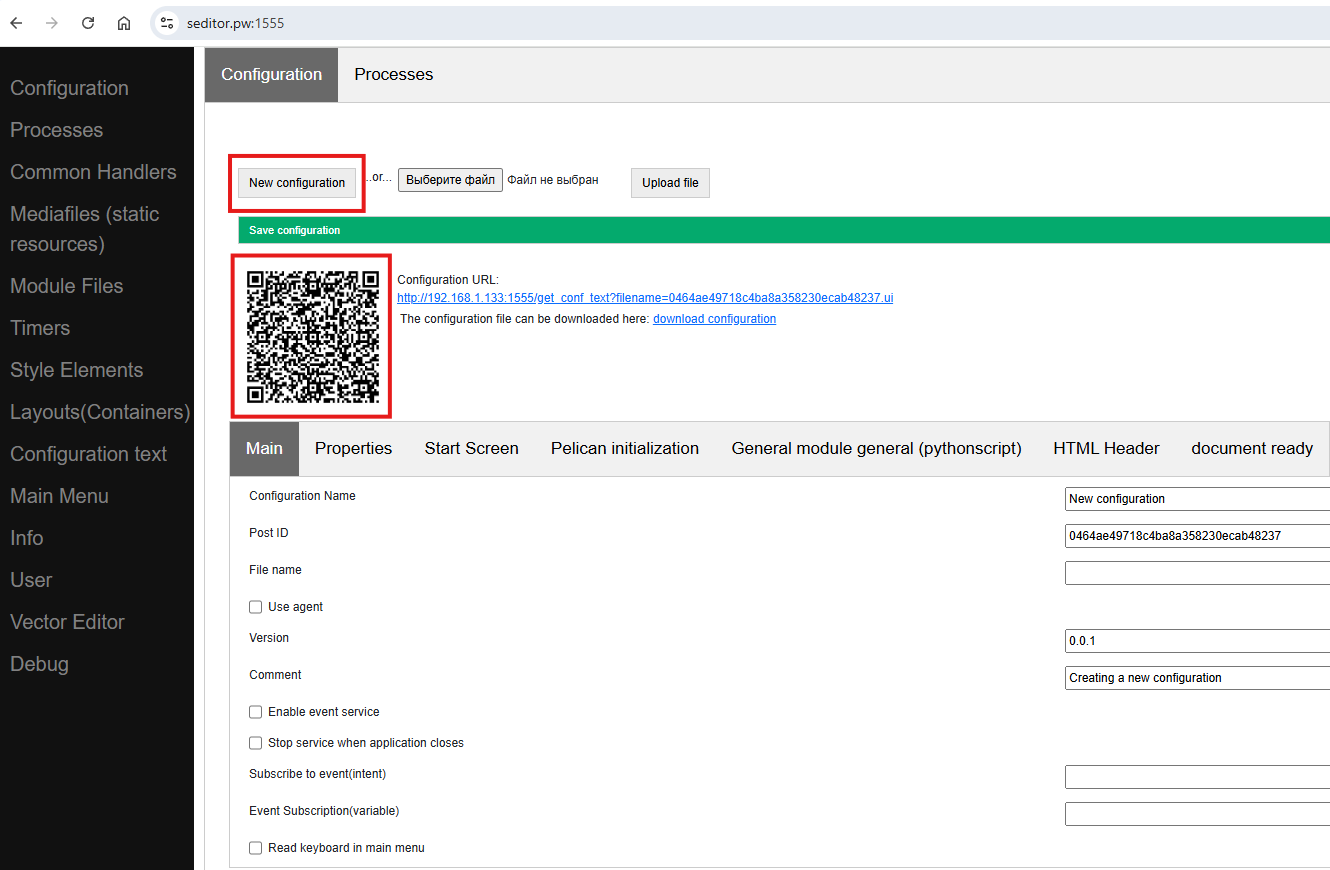 seditor.pw:1555
Configuration
Processes
Common Handlers
Mediafiles (static
resources)
Module Files
Timers
Style Elements
Layouts(Containers)
Configuration text
Main Menu
Info
User
Vector Editor
Debug
Configuration Processes
New configuration ..or... Выберите файл Файл не выбран Upload file
Save configuration
Configuration URL:
http://192.168.1.133:1555/get_conf_text?filename=0464ae49718c4ba8a358230ecab48237.ui
The configuration file can be downloaded here: download configuration
Main Properties Start Screen Pelican initialization General module general (pythonscript) HTML Header document ready
Configuration Name New configuration
Post ID 0464ae49718c4ba8a358230ecab48237
File name
Use agent
Version 0.0.1
Comment Creating a new configuration
Enable event service
Stop service when application closes
Subscribe to event(intent)
Event Subscription(variable)
Read keyboard in main menu